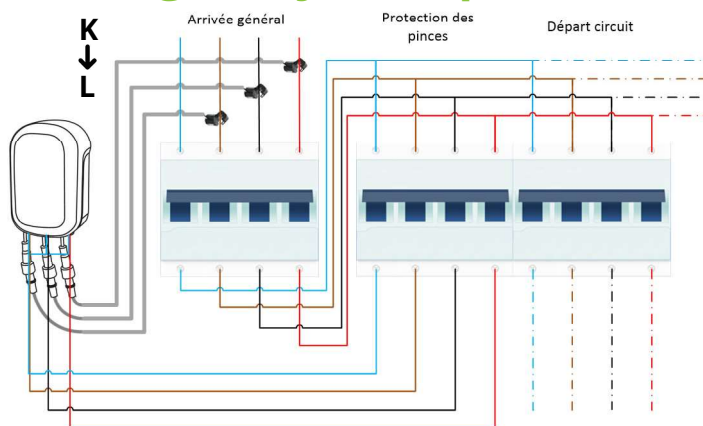 K
L
Arrivée général
Protection des
pinces
Départ circuit